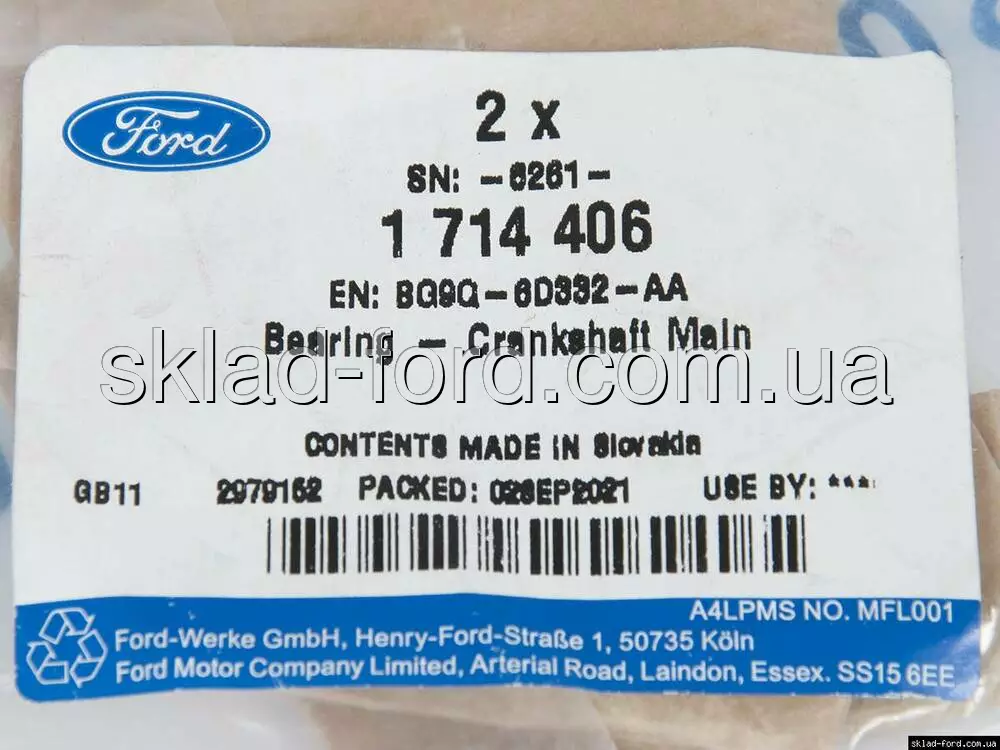 Ford
2 x
SN: -6261-
1 714 406
EN: BG9Q-6D332-AA
Bearing - Crankshaft Main
sklad-ford.com.ua
CONTENTS MADE IN Slovakia
GB11 2979152 PACKED: 02SEP2021 USE BY: ***
A4LPMS NO. MFL001
Ford-Werke GmbH, Henry-Ford-Straße 1, 50735 Köln
Ford Motor Company Limited, Arterial Road, Laindon, Essex. SS15 6EE
sklad-ford.com.ua